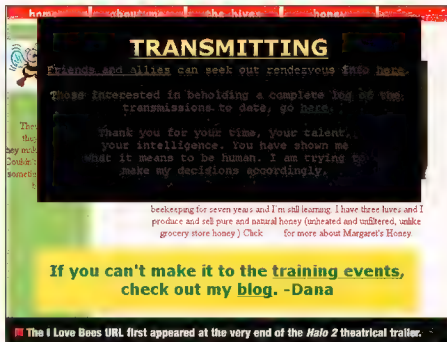 home about me the hives honey
TRANSMITTING
Friends and allies can seek out rendezvous info here.
Those interested in beholding a complete log of the
transmissions to date, go here.
Thank you for your time, your talent,
your intelligence. You have shown me
what it means to be human. I am trying to
make my decisions accordingly.
The
the
hey mak
Couldn'
sometim
beekeeping for seven years and I'm still learning. I have three hives and I
produce and sell pure and natural honey (unheated and unfiltered, unlike
grocery store honey.) Click for more about Margaret's Honey.
If you can't make it to the training events,
check out my blog. -Dana
The I Love Bees URL first appeared at the very end of the Halo 2 theatrical trailer.